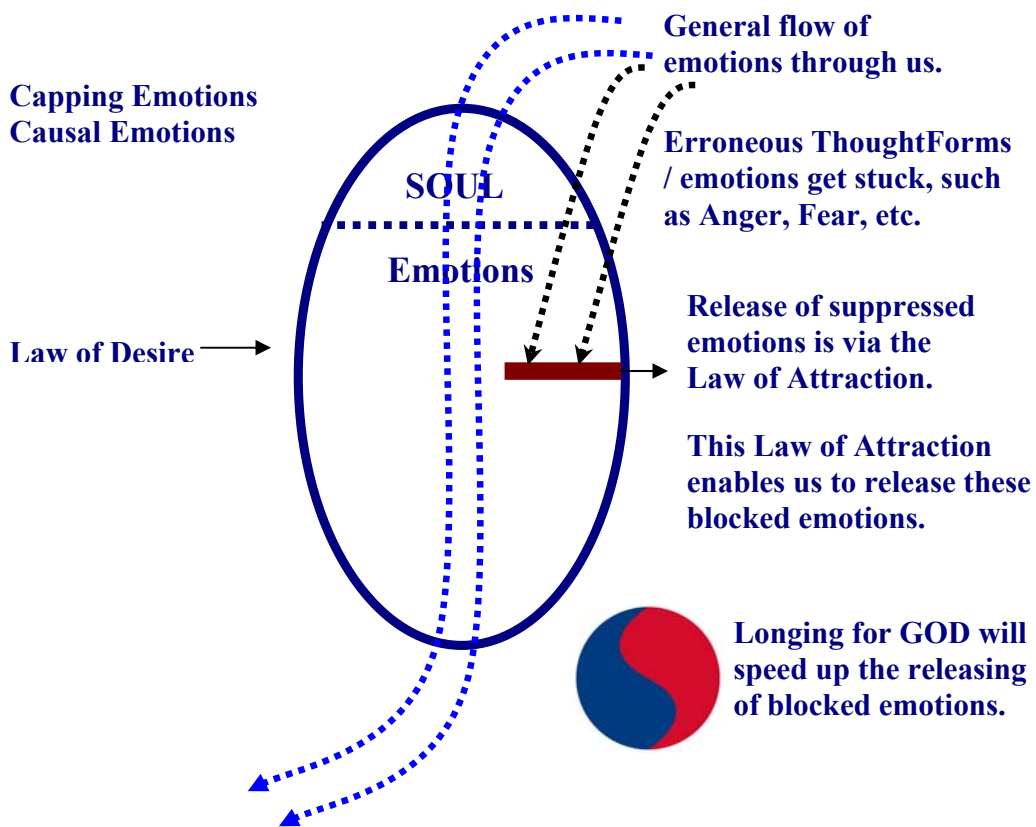 General flow of
emotions through us.
Capping Emotions
Causal Emotions
Erroneous ThoughtForms
/ emotions get stuck, such
as Anger, Fear, etc.
SOUL
Emotions
Release of suppressed
emotions is via the
Law of Attraction.
Law of Desire
This Law of Attraction
enables us to release these
blocked emotions.
Longing for GOD will
speed up the releasing
of blocked emotions.